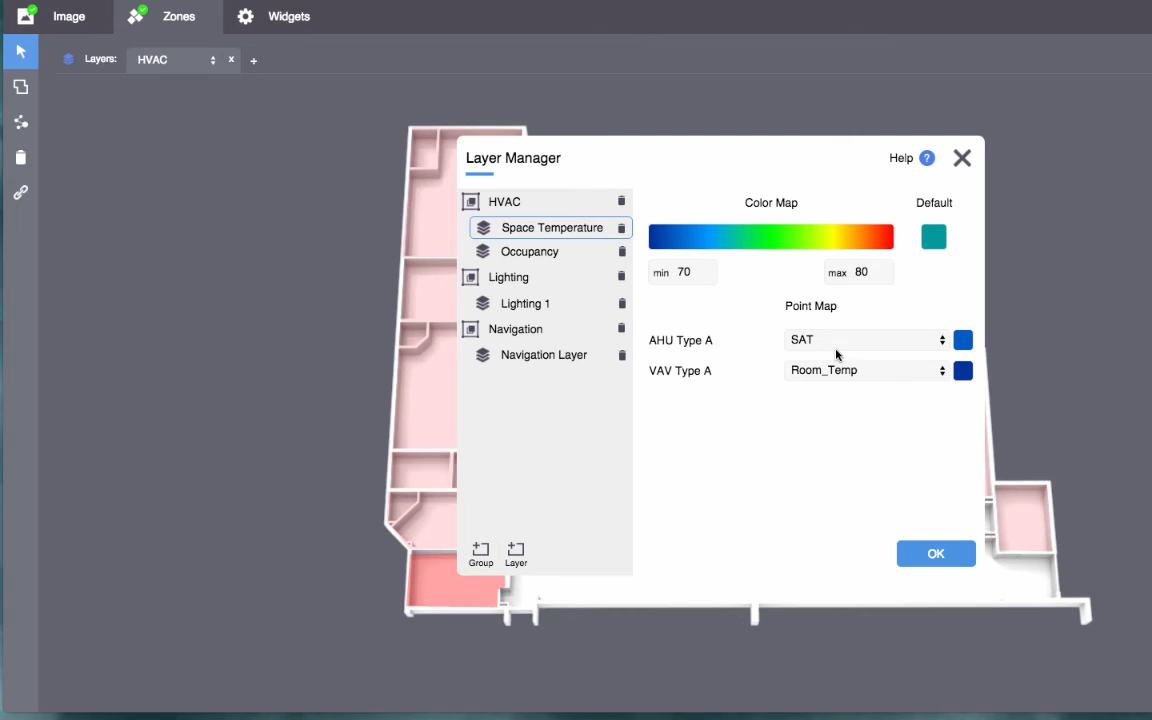 Image
Zones
Widgets
Layers: HVAC x +
Layer Manager
Help ?
HVAC
Space Temperature
Occupancy
Lighting
Lighting 1
Navigation
Navigation Layer
Group
Layer
Color Map
Default
min 70
max 80
Point Map
AHU Type A SAT
VAV Type A Room_Temp
OK